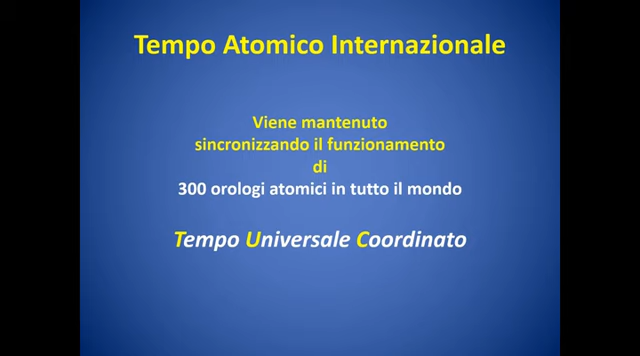 Tempo Atomico Internazionale
Viene mantenuto
sincronizzando il funzionamento
di
300 orologi atomici in tutto il mondo
Tempo Universale Coordinato